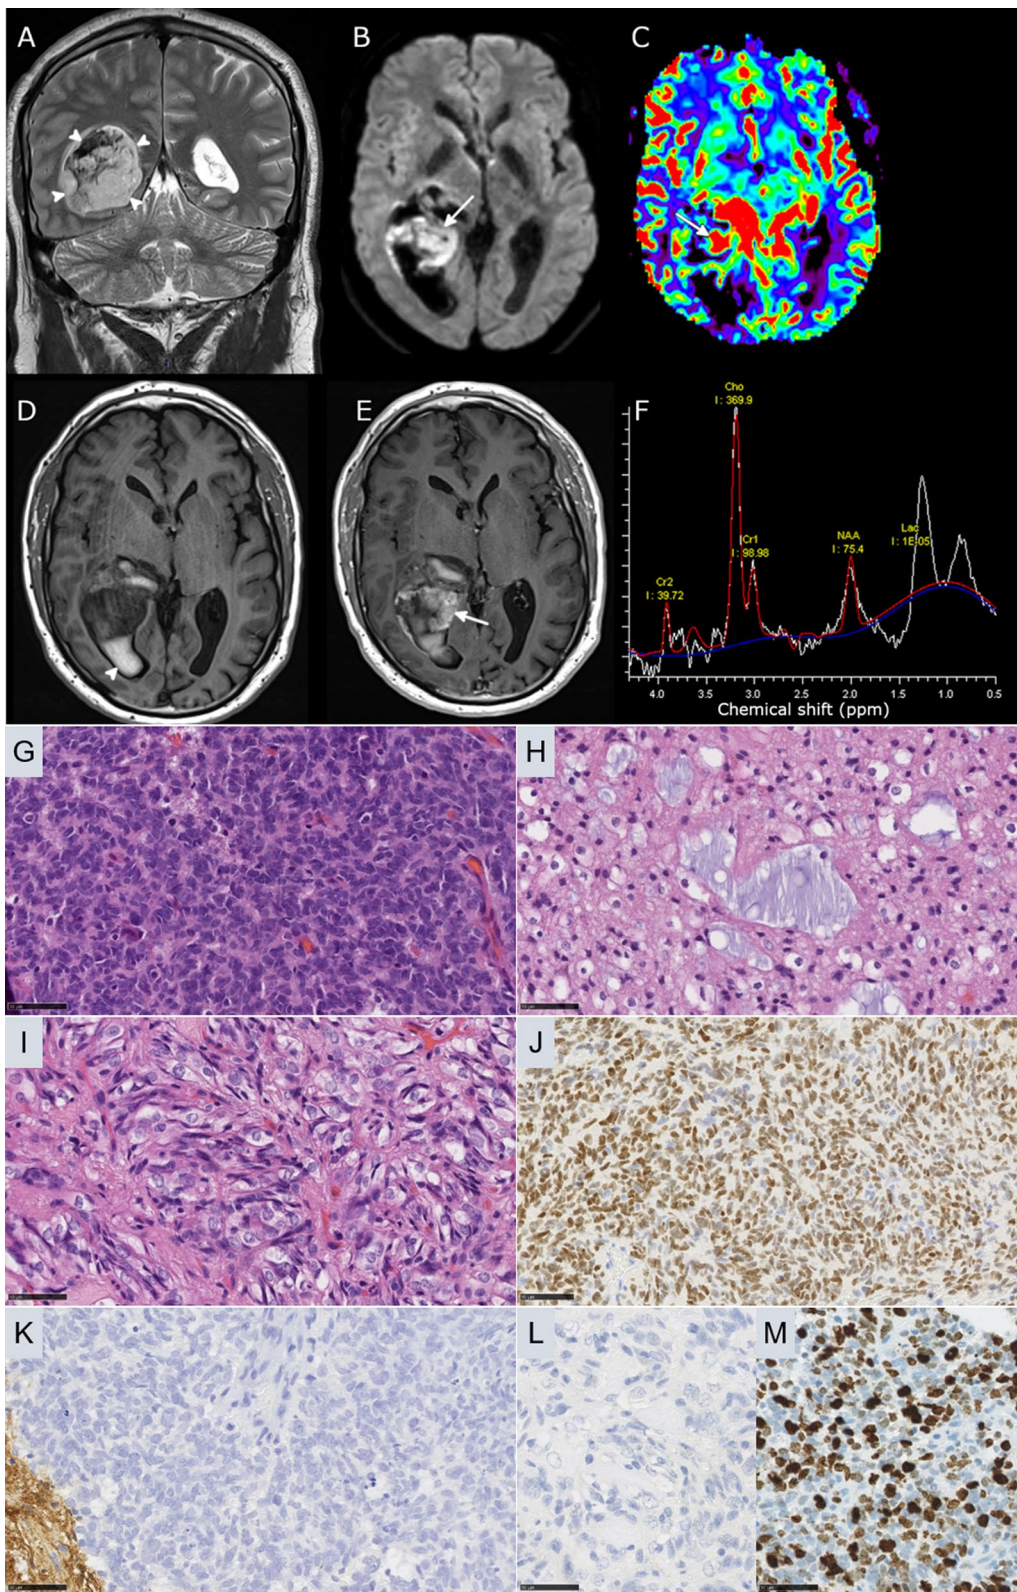 A
B
C
D
E
F
Cho
I : 369.9
Cr1
I : 98.98
Cr2
I : 39.72
NAA
I : 75.4
Lac
I : 1E-05
4.0 3.5 3.0 2.5 2.0 1.5 1.0 0.5
Chemical shift (ppm)
G
H
I
J
K
L
M